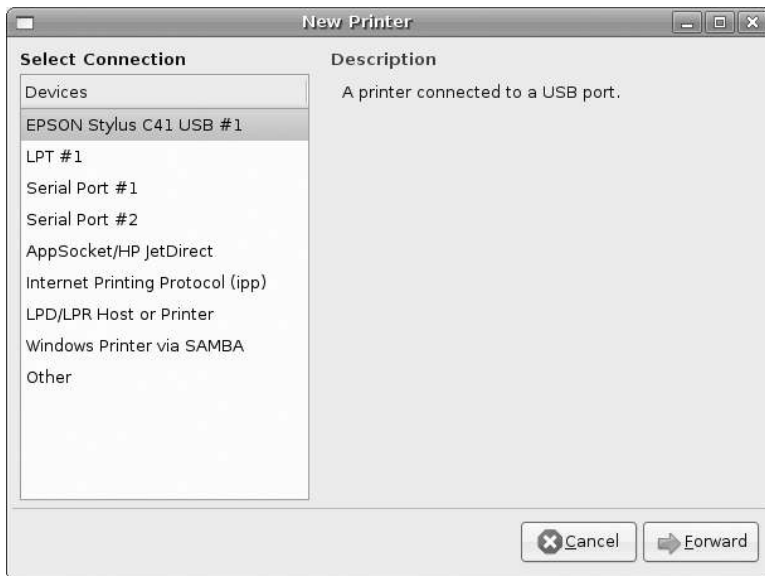 New Printer
Select Connection
Description
Devices
A printer connected to a USB port.
EPSON Stylus C41 USB #1
LPT #1
Serial Port #1
Serial Port #2
AppSocket/HP JetDirect
Internet Printing Protocol (ipp)
LPD/LPR Host or Printer
Windows Printer via SAMBA
Other
Cancel
Forward